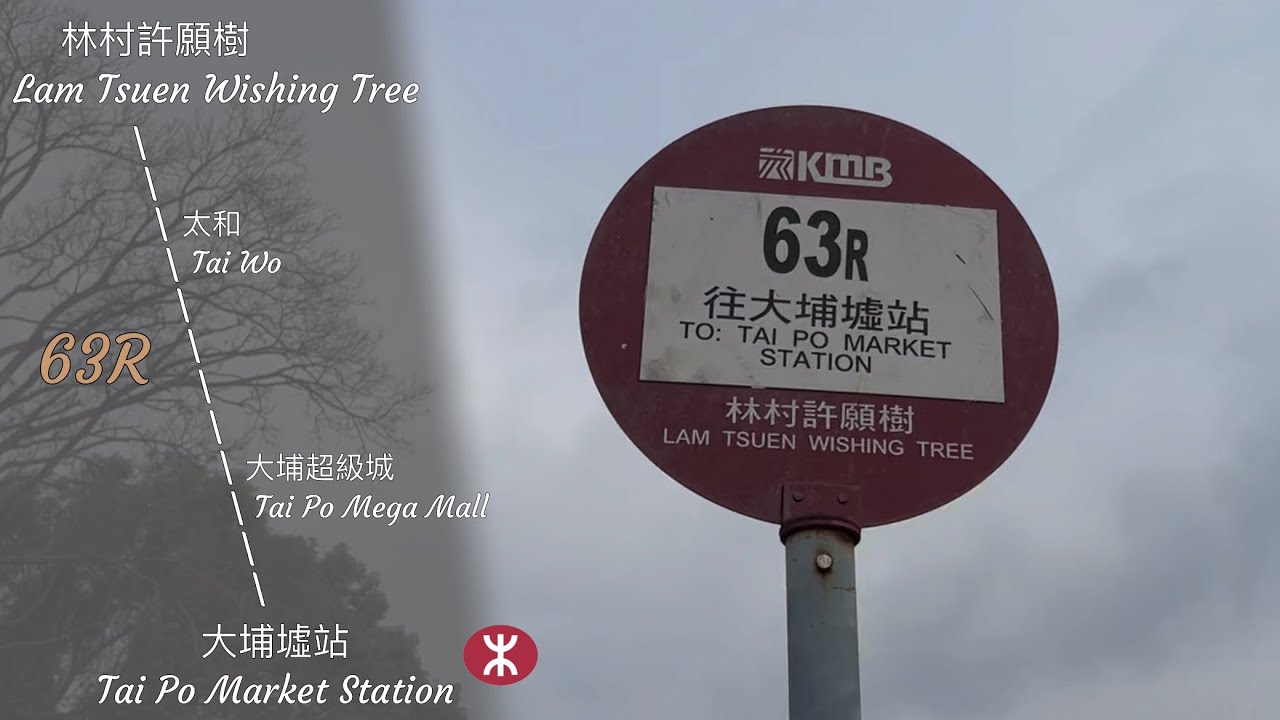 林村許願樹
Lam Tsuen Wishing Tree
太和
Tai Wo
63R
大埔超級城
Tai Po Mega Mall
大埔墟站
Tai Po Market Station
KMB
63R
往大埔墟站
TO: TAI PO MARKET
STATION
林村許願樹
LAM TSUEN WISHING TREE